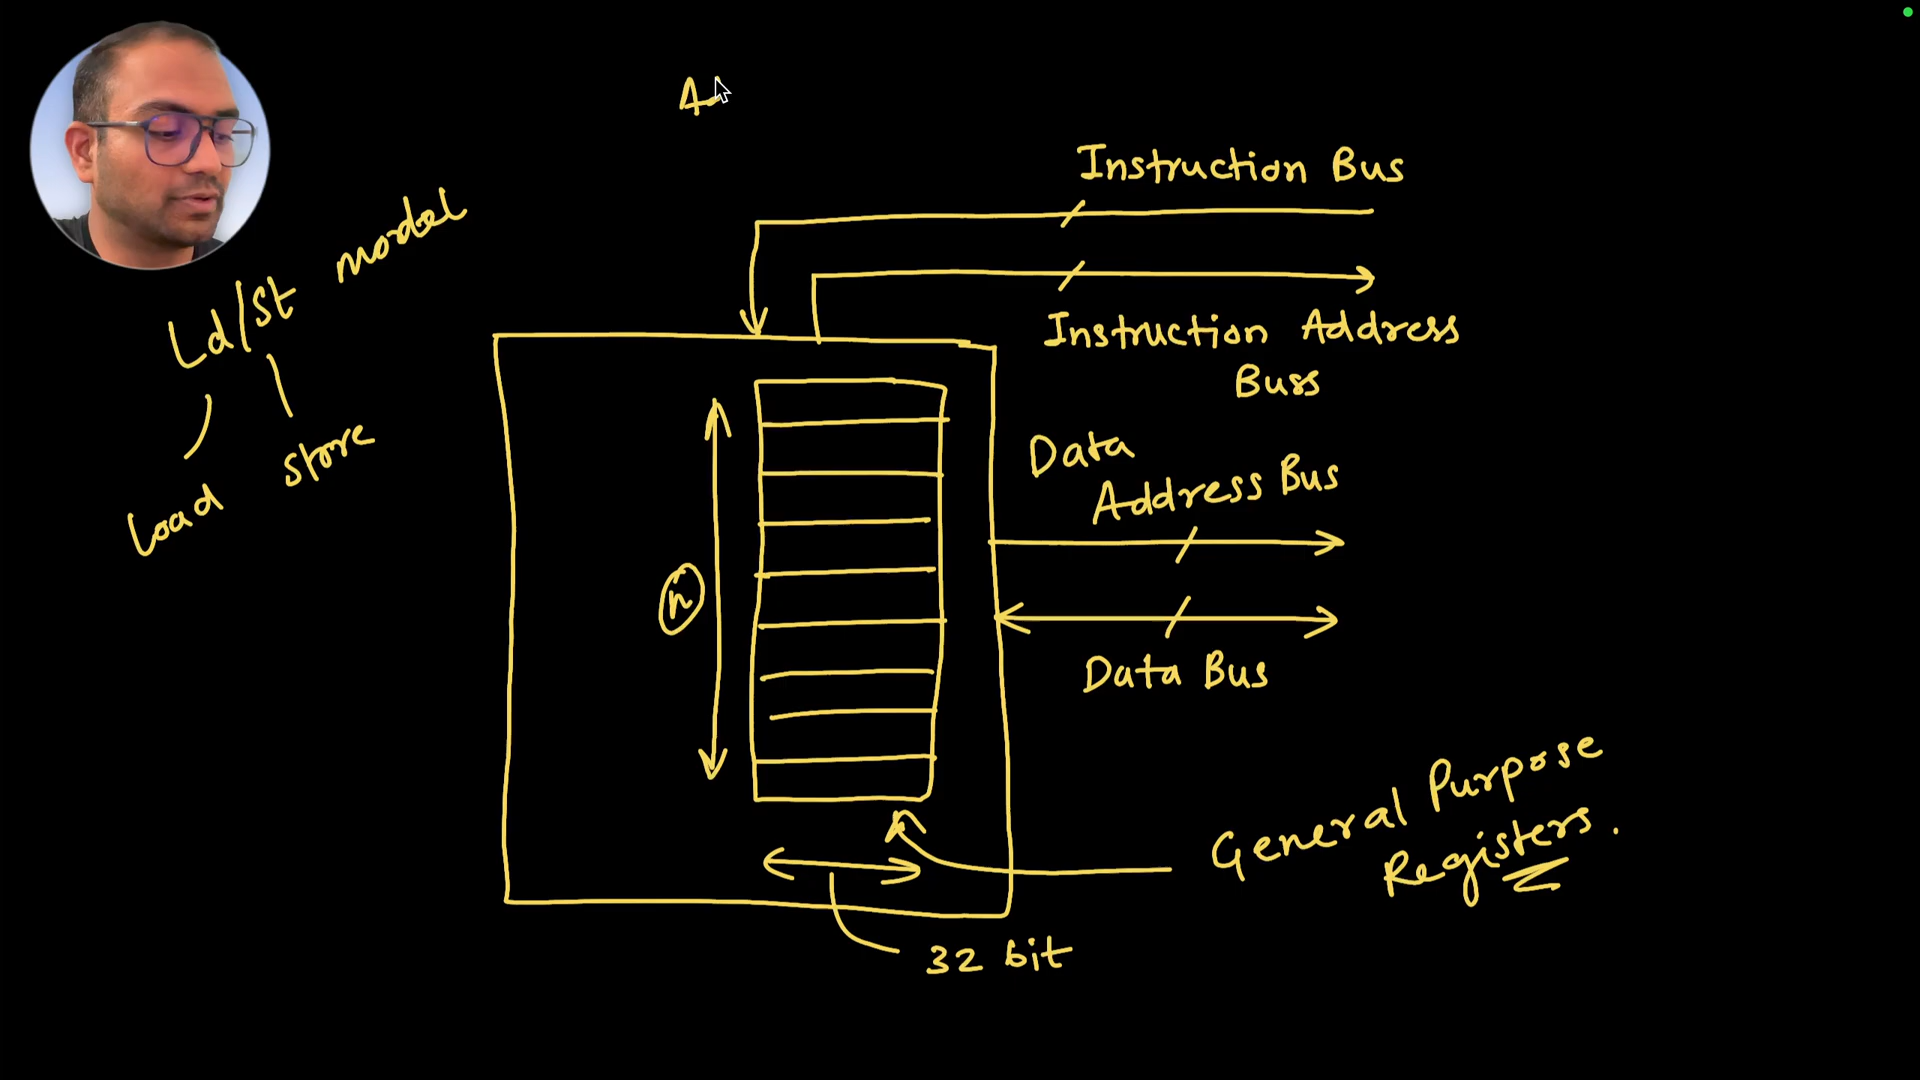 Instruction Bus
Instruction Address
Buss
Ld/St model
Load
store
Data
Address Bus
n
Data Bus
General Purpose
Registers.
32 bit